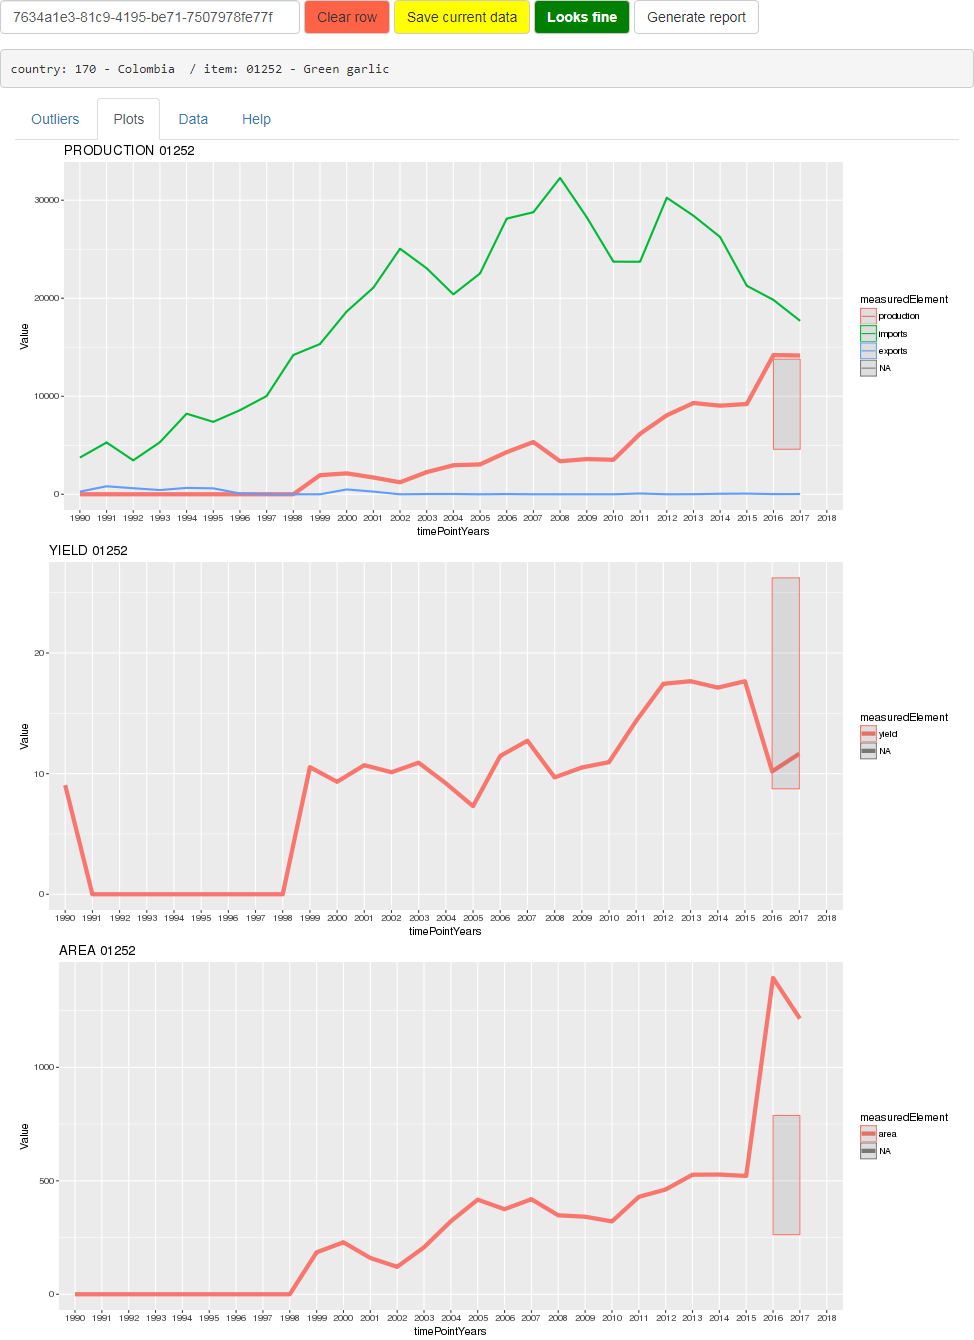 7634a1e3-81c9-4195-be71-7507978fe77f Clear row Save current data Looks fine Generate report
country: 170 - Colombia / item: 01252 - Green garlic
Outliers Plots Data Help
PRODUCTION 01252
30000
20000
10000
0
Value
1990 1991 1992 1993 1994 1995 1996 1997 1998 1999 2000 2001 2002 2003 2004 2005 2006 2007 2008 2009 2010 2011 2012 2013 2014 2015 2016 2017 2018
timePointYears
measuredElement
production
imports
exports
NA
YIELD 01252
20
10
0
Value
1990 1991 1992 1993 1994 1995 1996 1997 1998 1999 2000 2001 2002 2003 2004 2005 2006 2007 2008 2009 2010 2011 2012 2013 2014 2015 2016 2017 2018
timePointYears
measuredElement
yield
NA
AREA 01252
1000
500
0
Value
1990 1991 1992 1993 1994 1995 1996 1997 1998 1999 2000 2001 2002 2003 2004 2005 2006 2007 2008 2009 2010 2011 2012 2013 2014 2015 2016 2017 2018
timePointYears
measuredElement
area
NA